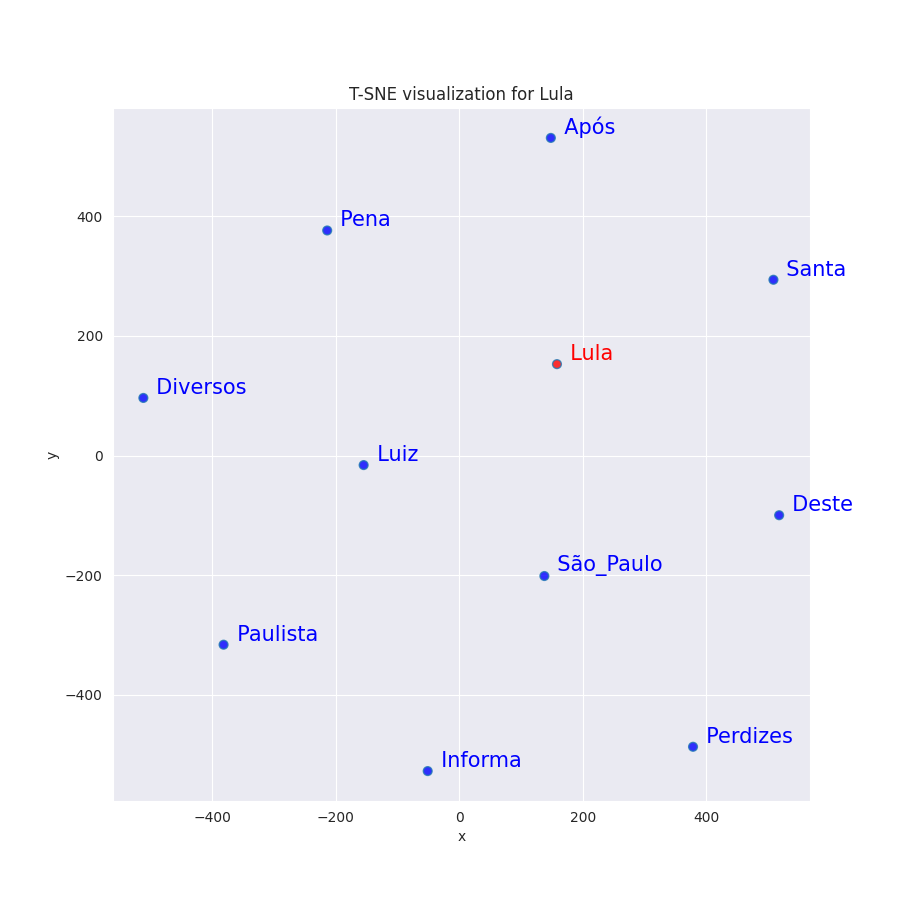 T-SNE visualization for Lula
Após
Pena
400
Santa
200
Lula
Diversos
0
Luiz
y
Deste
−200
São_Paulo
Paulista
−400
Perdizes
Informa
−400 −200 0 200 400
x